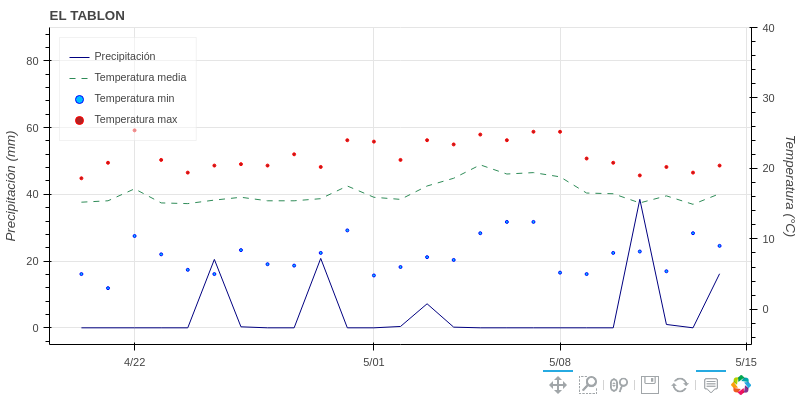 EL TABLON
Precipitación
Temperatura media
Temperatura min
Temperatura max
Precipitación (mm)
80
60
40
20
0
40
30
20
10
0
Temperatura (°C)
4/22
5/01
5/08
5/15